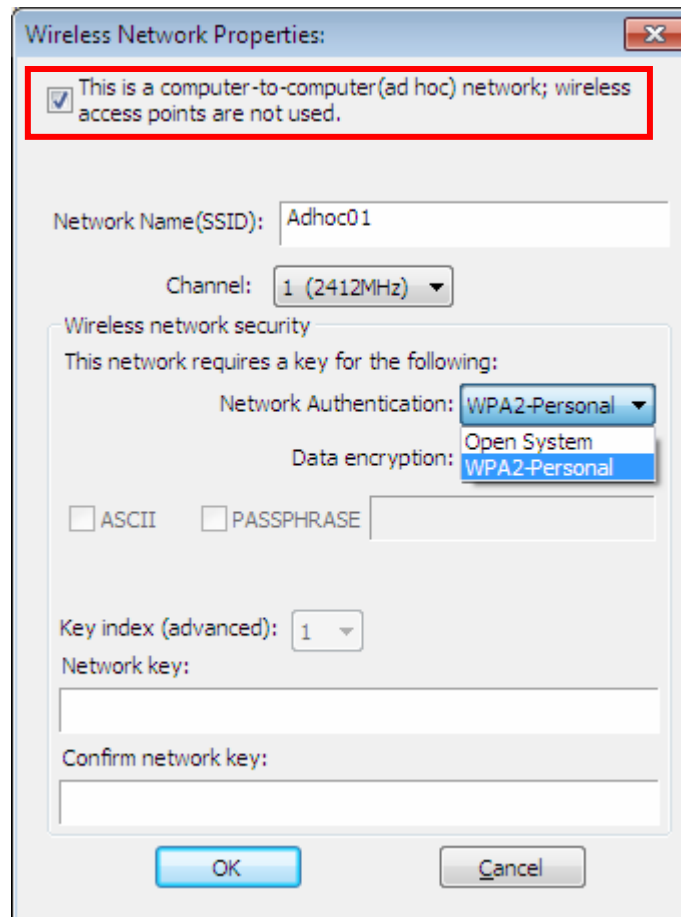 Wireless Network Properties:
This is a computer-to-computer(ad hoc) network; wireless
access points are not used.
Network Name(SSID): Adhoc01
Channel: 1 (2412MHz)
Wireless network security
This network requires a key for the following:
Network Authentication: WPA2-Personal
Open System
Data encryption: WPA2-Personal
ASCII PASSPHRASE
Key index (advanced): 1
Network key:
Confirm network key:
OK Cancel